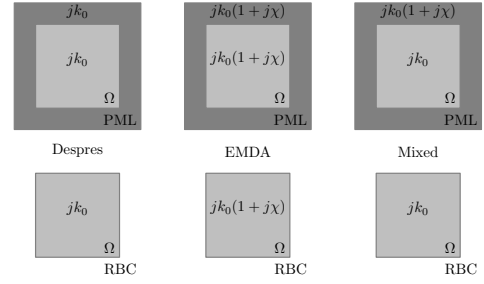 jk₀ jk₀(1 + jχ) jk₀(1 + jχ)
jk₀ jk₀(1 + jχ) jk₀
Ω Ω Ω
PML PML PML
Despres EMDA Mixed
jk₀ jk₀(1 + jχ) jk₀
Ω Ω Ω
RBC RBC RBC